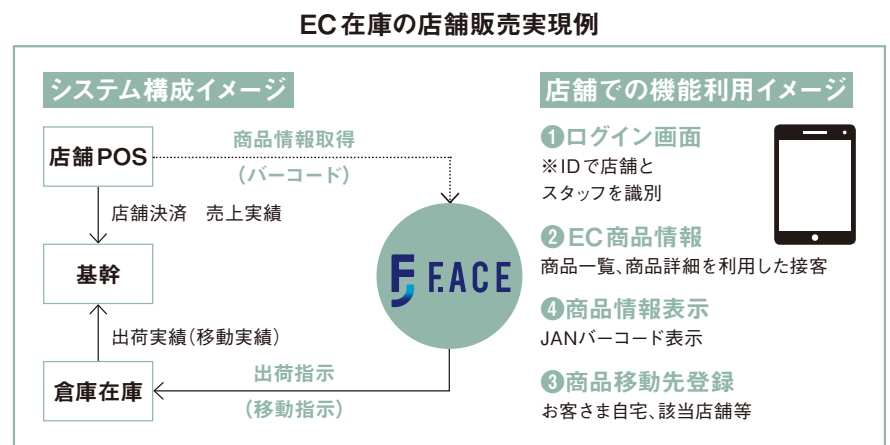 EC在庫の店舗販売実現例
システム構成イメージ
店舗POS
商品情報取得
(バーコード)
店舗決済 売上実績
基幹
F.ACE
出荷実績(移動実績)
倉庫在庫
出荷指示
(移動指示)
店舗での機能利用イメージ
❶ログイン画面
※IDで店舗と
スタッフを識別
❷EC商品情報
商品一覧、商品詳細を利用した接客
❹商品情報表示
JANバーコード表示
❸商品移動先登録
お客さま自宅、該当店舗等